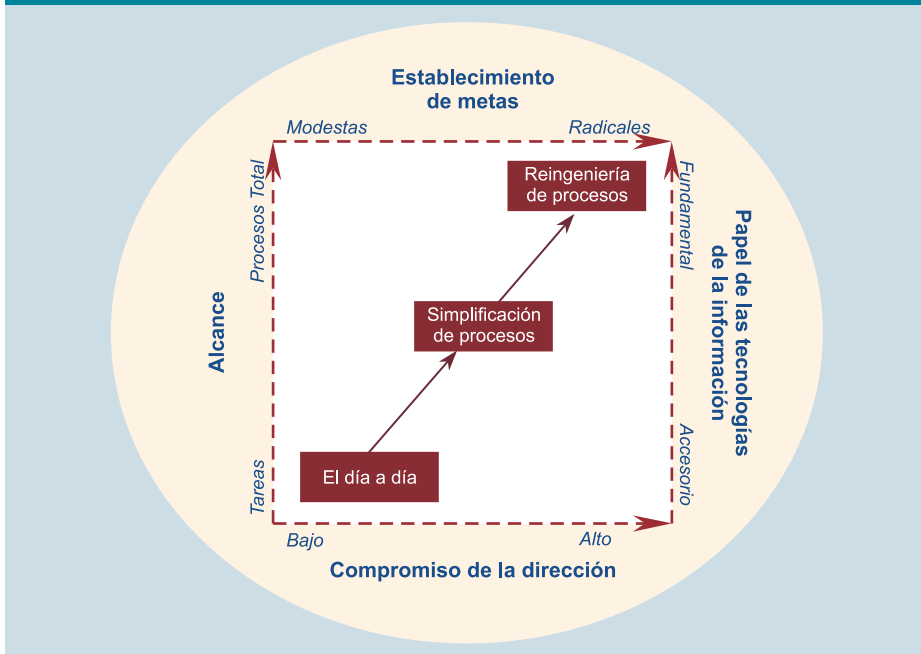 Establecimiento
de metas
Modestas
Radicales
Procesos Total
Fundamental
Reingeniería
de procesos
Alcance
Simplificación
de procesos
Papel de las tecnologías
de la información
Tareas
Accesorio
El día a día
Bajo
Alto
Compromiso de la dirección